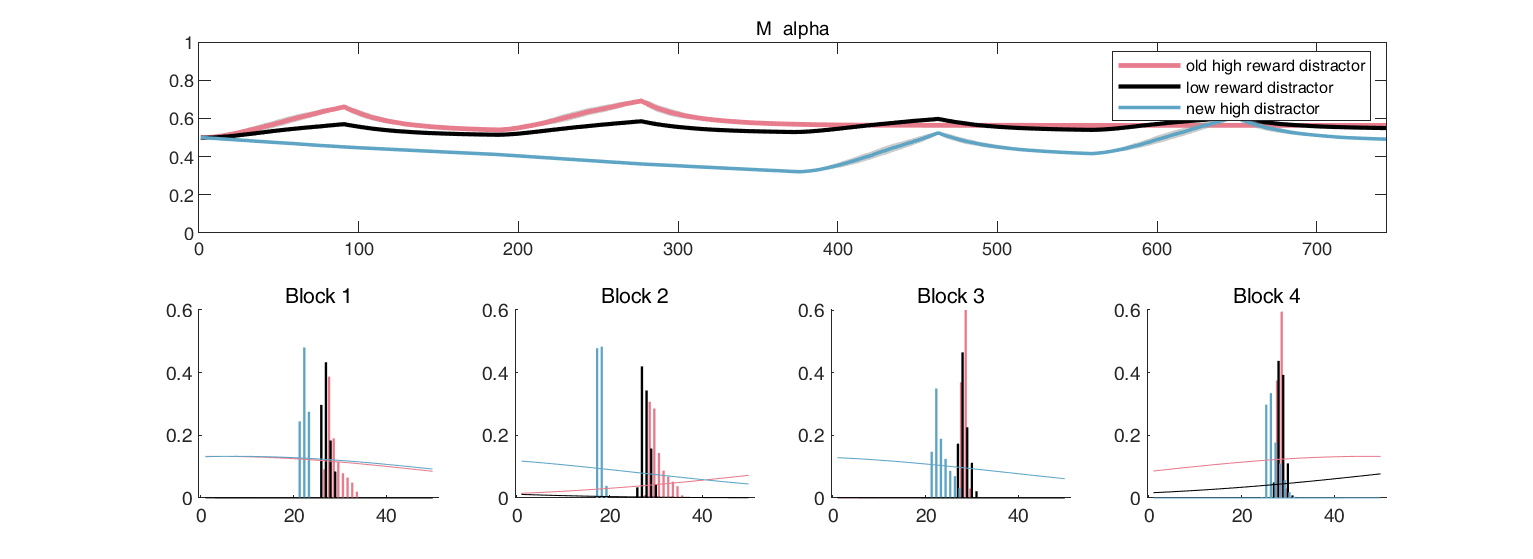 M alpha
1
0.8
0.6
0.4
0.2
0
old high reward distractor
low reward distractor
new high distractor
0 100 200 300 400 500 600 700
Block 1 Block 2 Block 3 Block 4
0.6 0.6 0.6 0.6
0.4 0.4 0.4 0.4
0.2 0.2 0.2 0.2
0 0 0 0
0 20 40 0 20 40 0 20 40 0 20 40